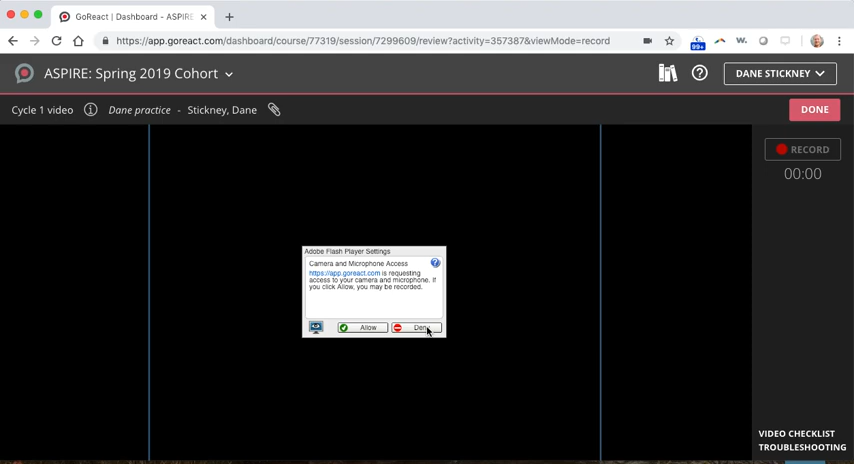 GoReact | Dashboard - ASPIRE
https://app.goreact.com/dashboard/course/77319/session/7299609/review?activity=357387&viewMode=record
99+
W.
ASPIRE: Spring 2019 Cohort
DANE STICKNEY
Cycle 1 video
Dane practice - Stickney, Dane
DONE
RECORD
00:00
Adobe Flash Player Settings
Camera and Microphone Access
https://app.goreact.com is requesting
access to your camera and microphone. If
you click Allow, you may be recorded.
Allow
Deny
VIDEO CHECKLIST
TROUBLESHOOTING